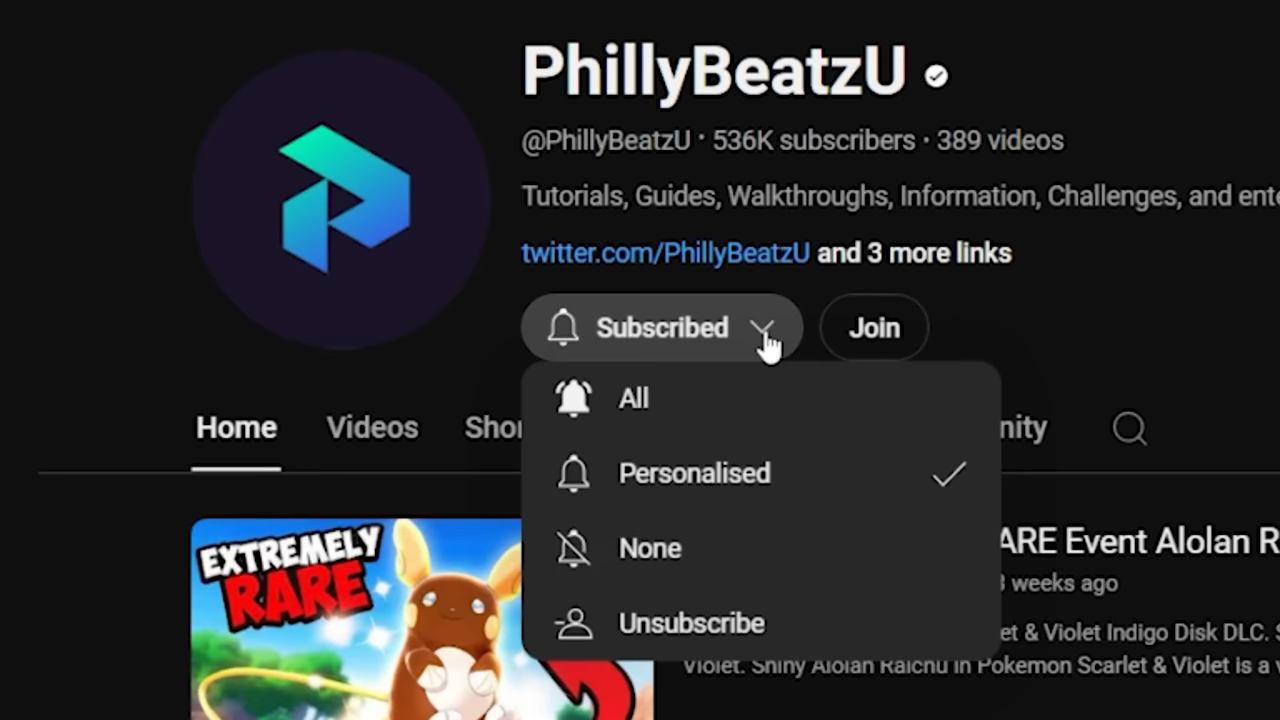 PhillyBeatzU
@PhillyBeatzU · 536K subscribers · 389 videos
Tutorials, Guides, Walkthroughs, Information, Challenges, and ente
twitter.com/PhillyBeatzU and 3 more links
Subscribed
Join
All
Home
Videos
Shor
nity
Personalised
None
Unsubscribe
EXTREMELY
RARE
ARE Event Alolan R
3 weeks ago
et & Violet Indigo Disk DLC. S
Violet. Shiny Alolan Raichu in Pokemon Scarlet & Violet is a v